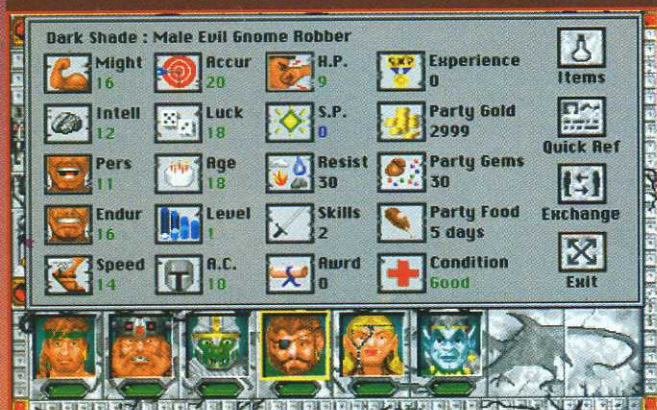 Dark Shade : Male Evil Gnome Robber
Might
16
Accur
20
H.P.
9
EXP
Experience
0
Items
Intell
12
Luck
18
S.P.
0
Party Gold
2999
Quick Ref
Pers
11
Age
18
Resist
30
Party Gems
30
Exchange
Endur
16
Level
1
Skills
2
Party Food
5 days
Exit
Speed
14
A.C.
10
Awrd
0
Condition
Good